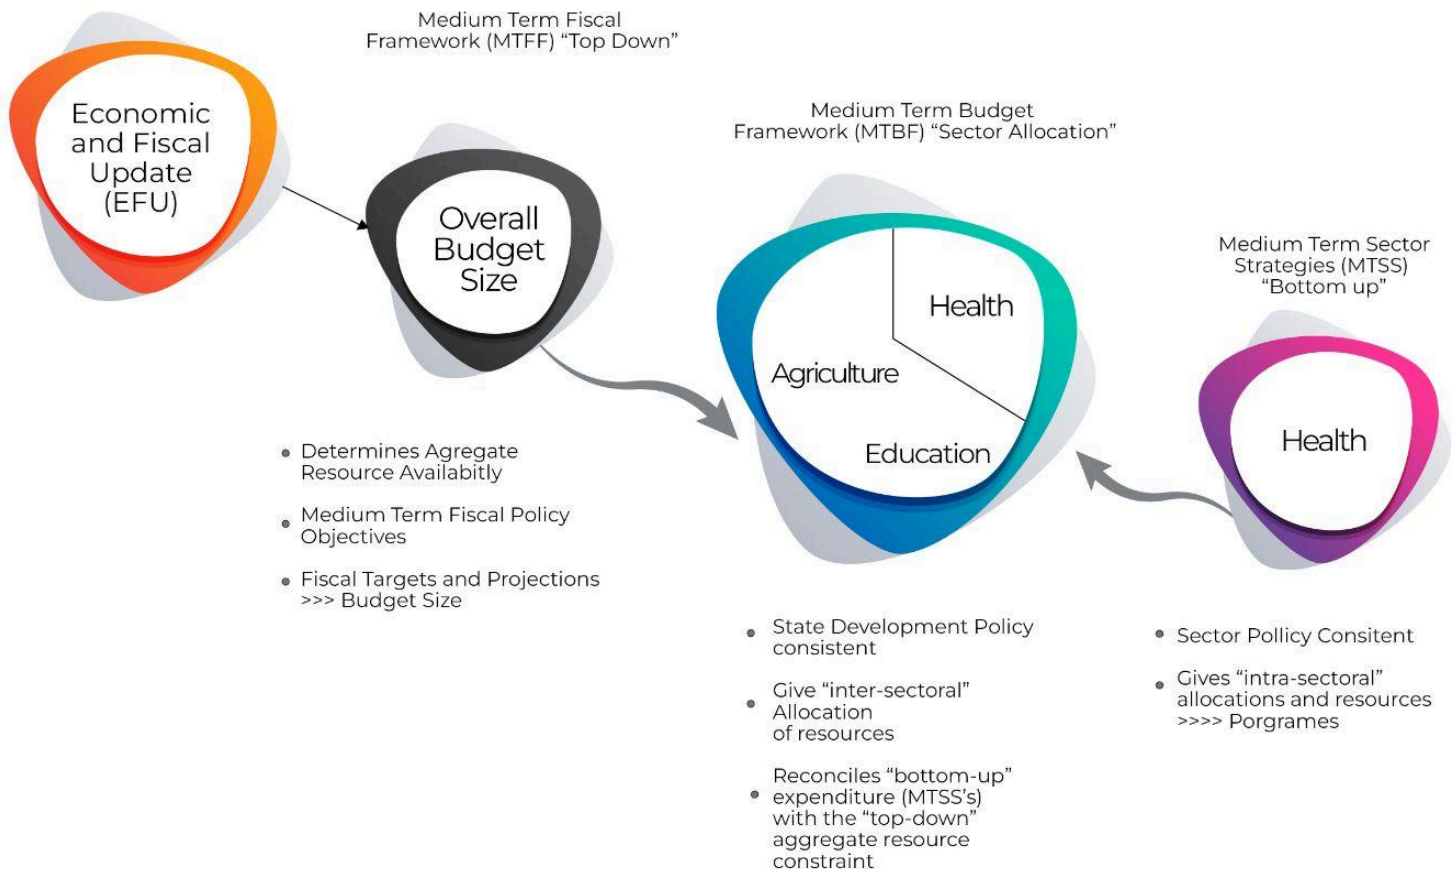 Medium Term Fiscal
Framework (MTFF) “Top Down”
Economic
and Fiscal
Update
(EFU)
Overall
Budget
Size
Determines Agregate
Resource Availabitly
Medium Term Fiscal Policy
Objectives
Fiscal Targets and Projections
>>> Budget Size
Medium Term Budget
Framework (MTBF) “Sector Allocation”
Health
Agriculture
Education
State Development Policy
consistent
Give “inter-sectoral”
Allocation
of resources
Reconciles “bottom-up”
expenditure (MTSS’s)
with the “top-down”
aggregate resource
constraint
Medium Term Sector
Strategies (MTSS)
“Bottom up”
Health
Sector Pollicy Consitent
Gives “intra-sectoral”
allocations and resources
>>>> Porgrames